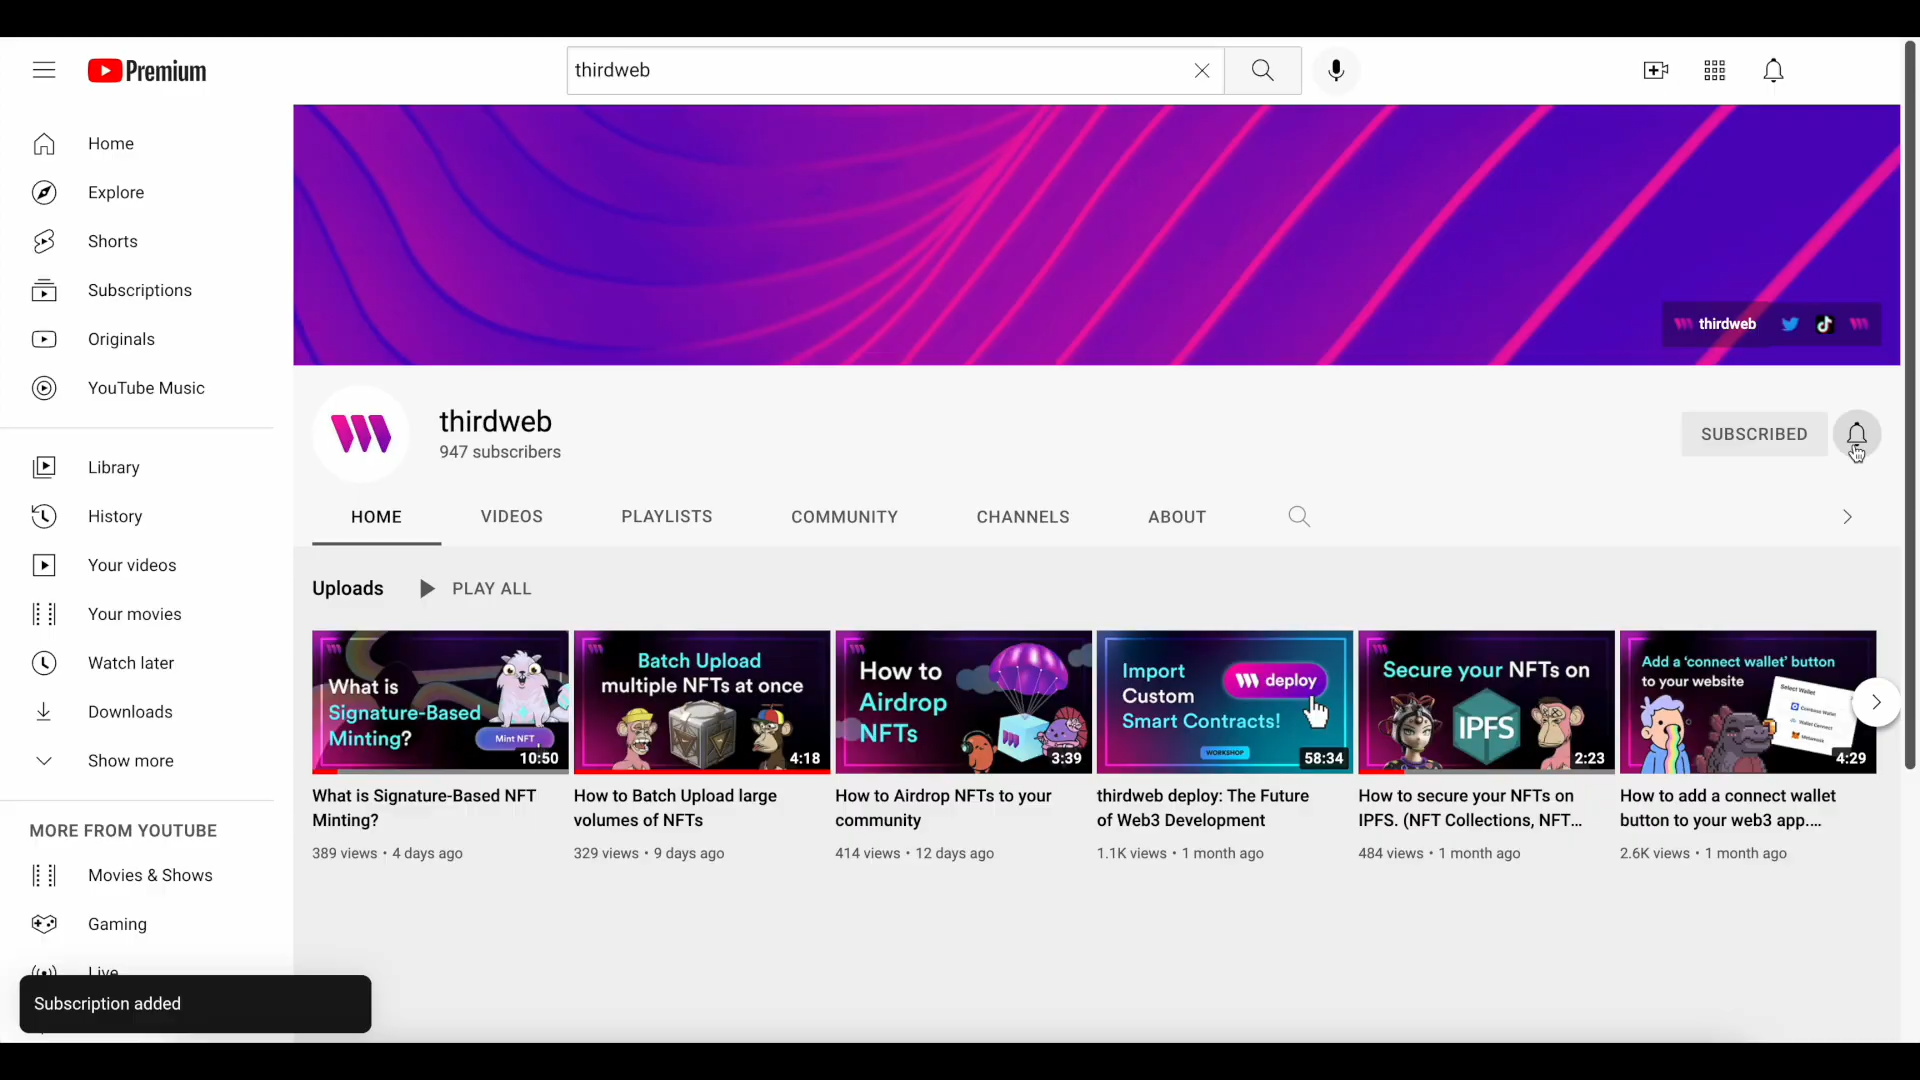 Premium
thirdweb
Home
Explore
Shorts
Subscriptions
Originals
YouTube Music
Library
History
Your videos
Your movies
Watch later
Downloads
Show more
MORE FROM YOUTUBE
Movies & Shows
Gaming
Live
Subscription added
thirdweb
thirdweb
947 subscribers
SUBSCRIBED
HOME VIDEOS PLAYLISTS COMMUNITY CHANNELS ABOUT
Uploads PLAY ALL
What is
Signature-Based
Minting?
Mint NFT
10:50
What is Signature-Based NFT
Minting?
389 views • 4 days ago
Batch Upload
multiple NFTs at once
4:18
How to Batch Upload large
volumes of NFTs
329 views • 9 days ago
How to
Airdrop
NFTs
3:39
How to Airdrop NFTs to your
community
414 views • 12 days ago
Import
Custom
Smart Contracts!
deploy
WORKSHOP
58:34
thirdweb deploy: The Future
of Web3 Development
1.1K views • 1 month ago
Secure your NFTs on
IPFS
2:23
How to secure your NFTs on
IPFS. (NFT Collections, NFT...
484 views • 1 month ago
Add a ‘connect wallet’ button
to your website
Select Wallet
Coinbase Wallet
Wallet Connect
Metamask
4:29
How to add a connect wallet
button to your web3 app....
2.6K views • 1 month ago